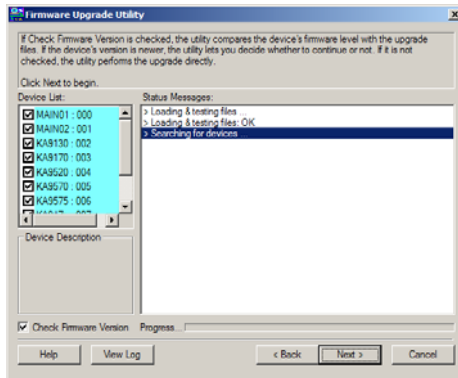 Firmware Upgrade Utility
If Check Firmware Version is checked, the utility compares the device's firmware level with the upgrade
files. If the device's version is newer, the utility lets you decide whether to continue or not. If it is not
checked, the utility performs the upgrade directly.
Click Next to begin.
Device List:
Status Messages:
MAIN01 : 000
MAIN02 : 001
KA9130 : 002
KA9170 : 003
KA9520 : 004
KA9570 : 005
KA9575 : 006
> Loading & testing files ...
> Loading & testing files: OK
> Searching for devices ...
Device Description
Check Firmware Version
Progress...
Help
View Log
< Back
Next >
Cancel